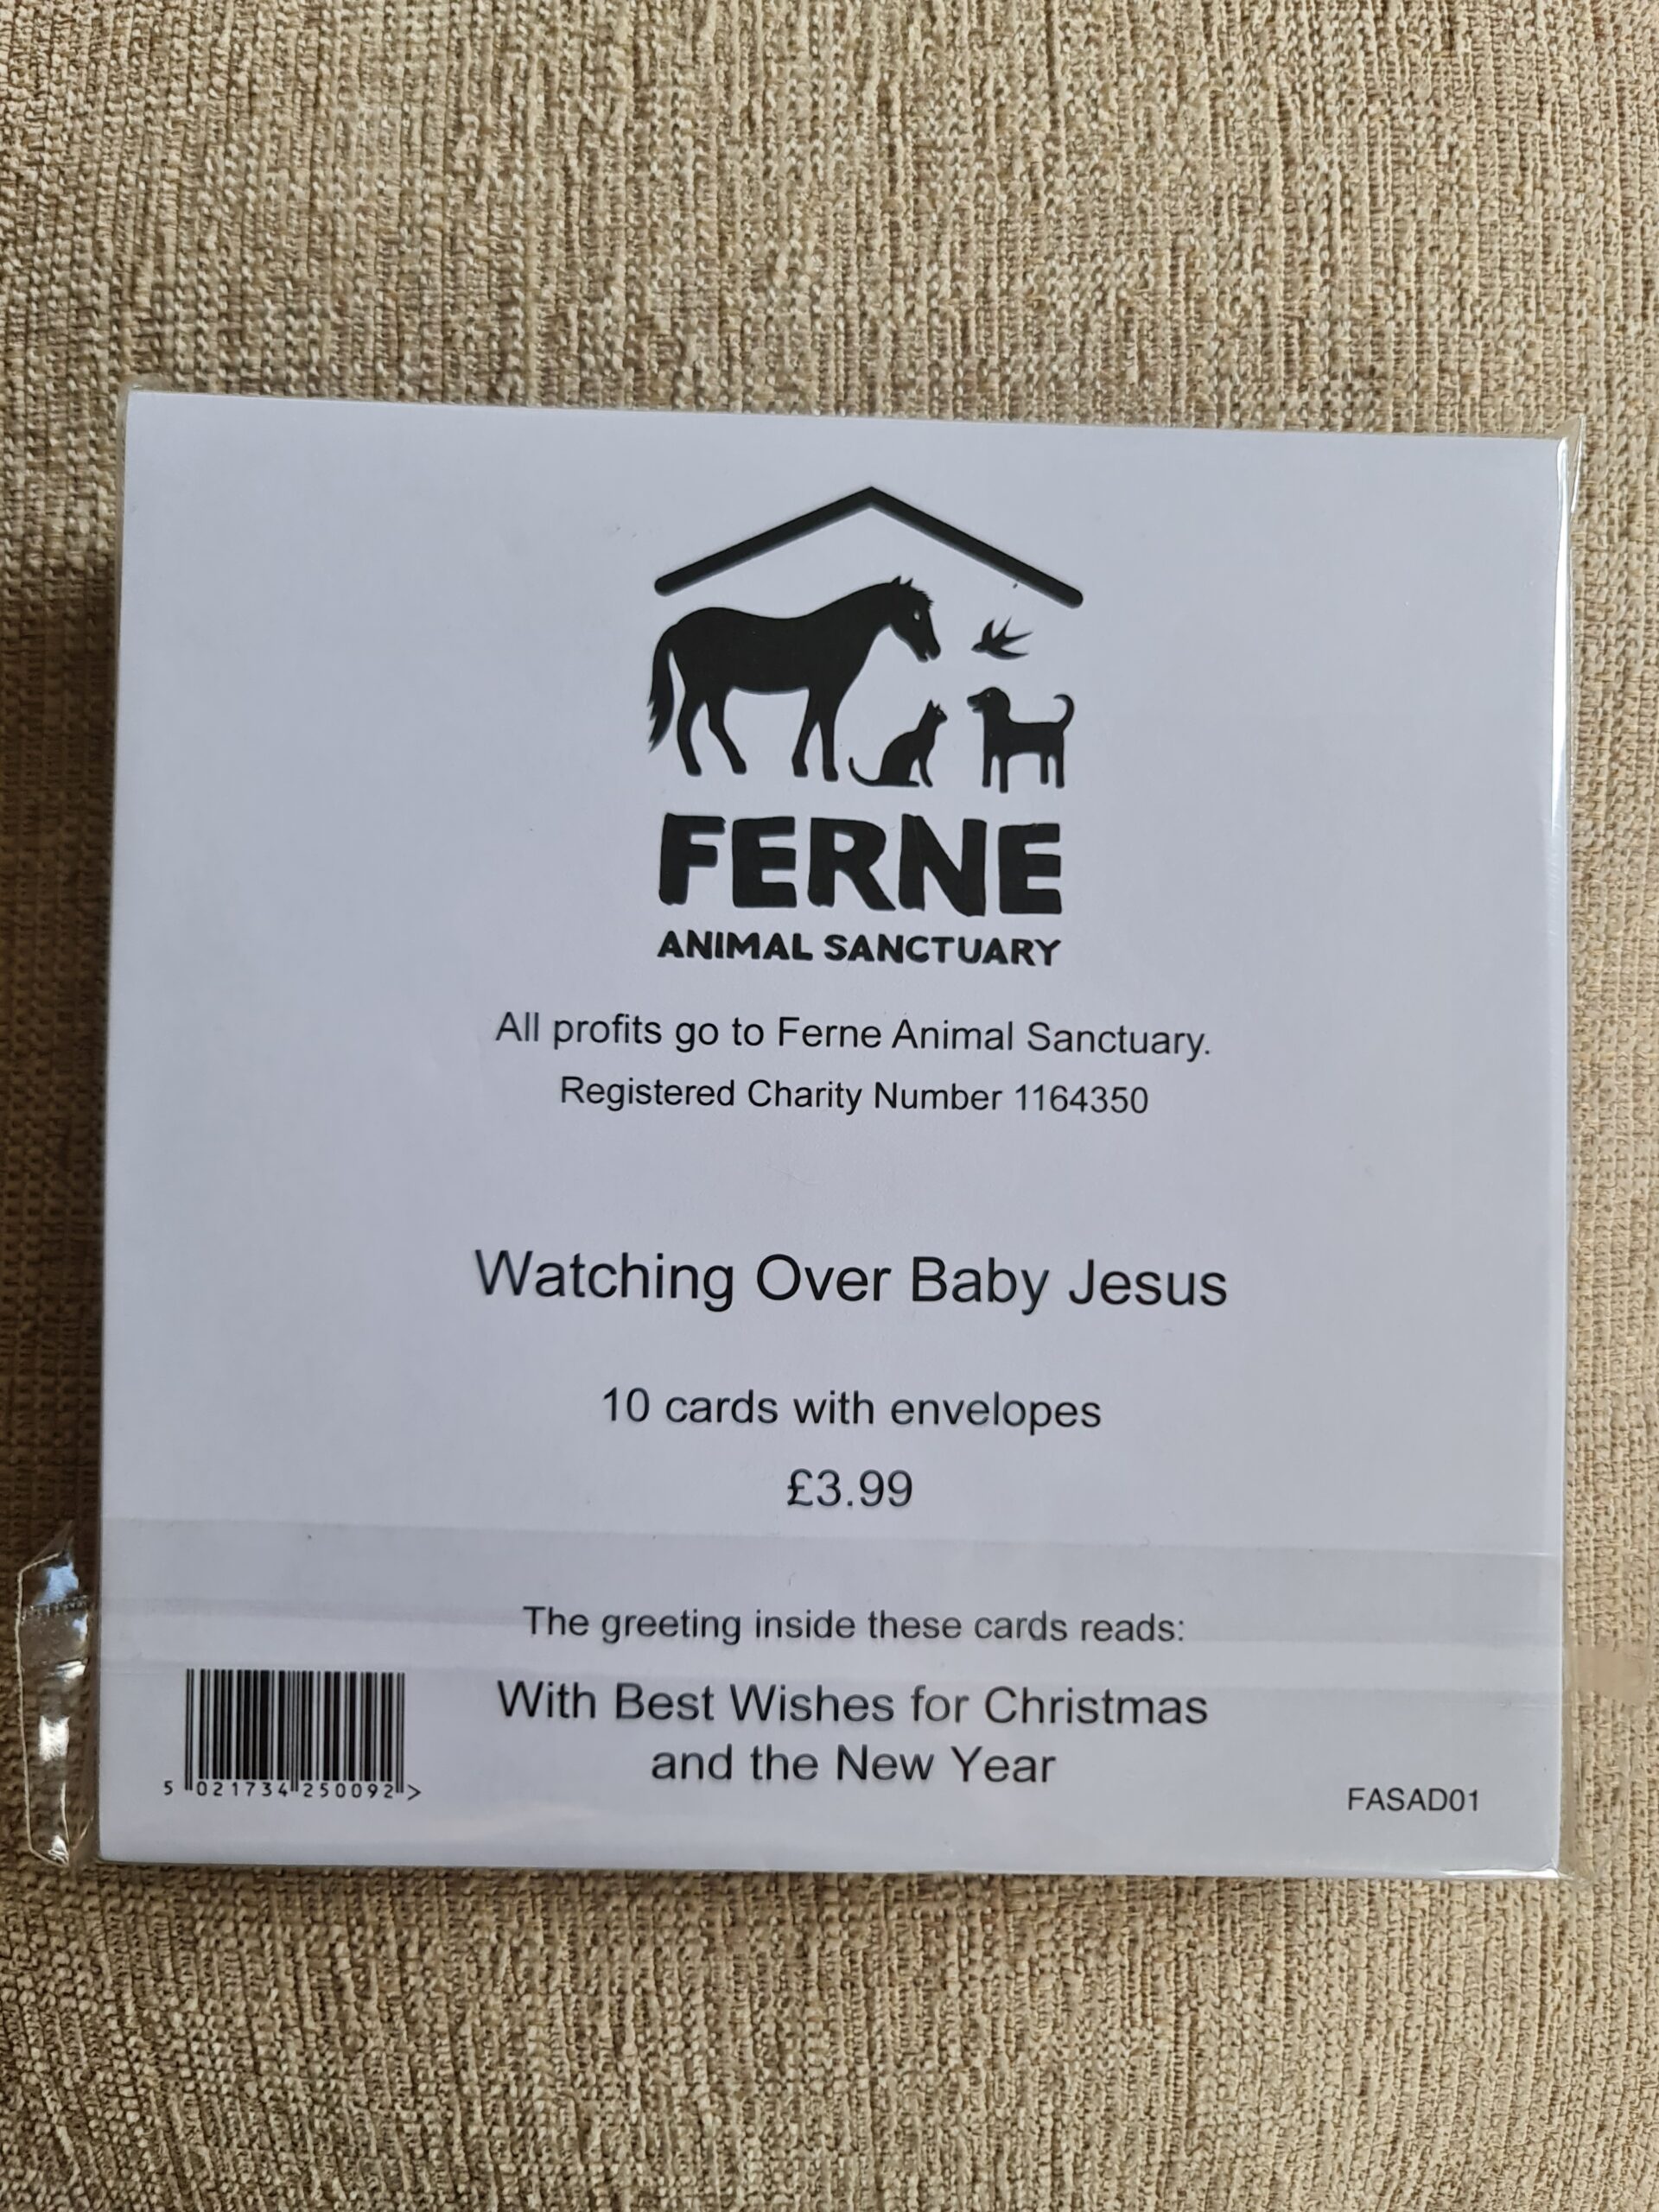 FERNE
ANIMAL SANCTUARY
All profits go to Ferne Animal Sanctuary.
Registered Charity Number 1164350
Watching Over Baby Jesus
10 cards with envelopes
£3.99
The greeting inside these cards reads:
With Best Wishes for Christmas
and the New Year
5 021734 250092 >
FASAD01